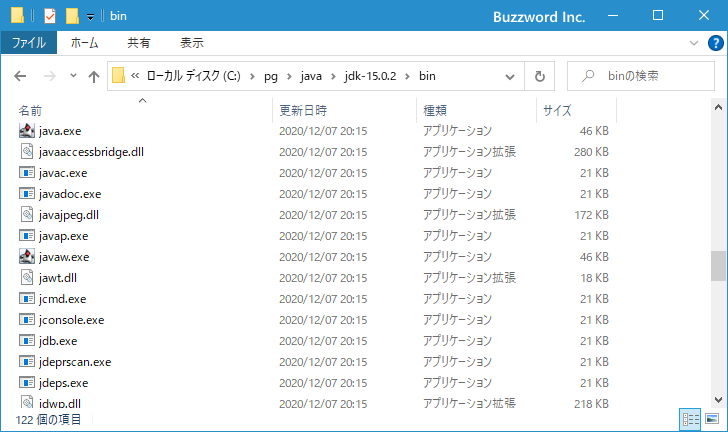 bin Buzzword Inc.
ファイル ホーム 共有 表示
« ローカル ディスク (C:) › pg › java › jdk-15.0.2 › bin binの検索
名前 更新日時 種類 サイズ
java.exe 2020/12/07 20:15 アプリケーション 46 KB
javaaccessbridge.dll 2020/12/07 20:15 アプリケーション拡張 280 KB
javac.exe 2020/12/07 20:15 アプリケーション 21 KB
javadoc.exe 2020/12/07 20:15 アプリケーション 21 KB
javajpeg.dll 2020/12/07 20:15 アプリケーション拡張 172 KB
javap.exe 2020/12/07 20:15 アプリケーション 21 KB
javaw.exe 2020/12/07 20:15 アプリケーション 46 KB
jawt.dll 2020/12/07 20:15 アプリケーション拡張 18 KB
jcmd.exe 2020/12/07 20:15 アプリケーション 21 KB
jconsole.exe 2020/12/07 20:15 アプリケーション 21 KB
jdb.exe 2020/12/07 20:15 アプリケーション 21 KB
jdeprscan.exe 2020/12/07 20:15 アプリケーション 21 KB
jdeps.exe 2020/12/07 20:15 アプリケーション 21 KB
jdwp.dll 2020/12/07 20:15 アプリケーション拡張 218 KB
122 個の項目